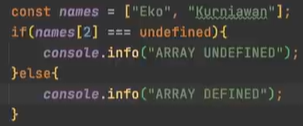 const names = ["Eko", "Kurniawan"];
if(names[2] === undefined){
    console.info("ARRAY UNDEFINED");
}else{
    console.info("ARRAY DEFINED");
}